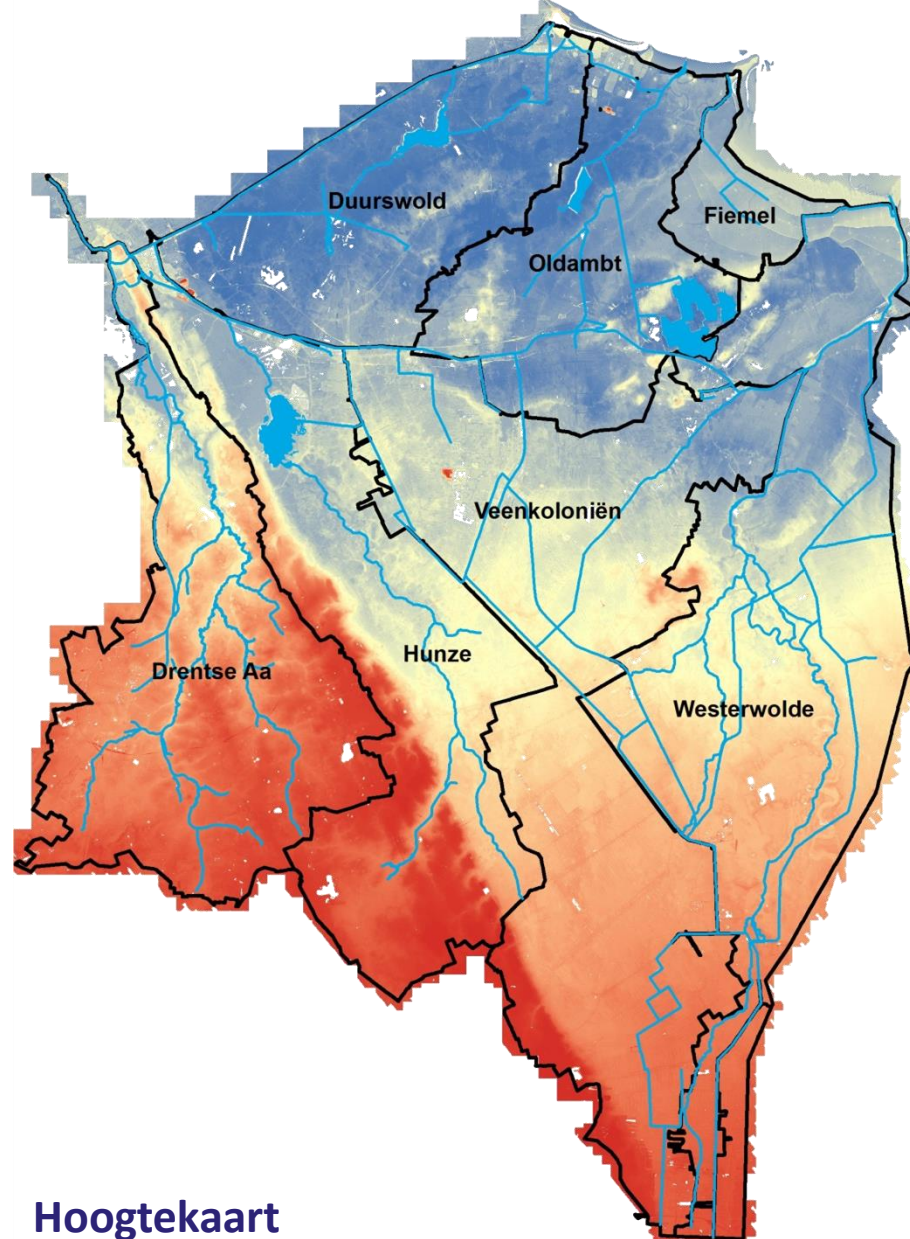 Duurswold
Fiemel
Oldambt
Veenkoloniën
Hunze
Drentse Aa
Westerwolde
Hoogtekaart